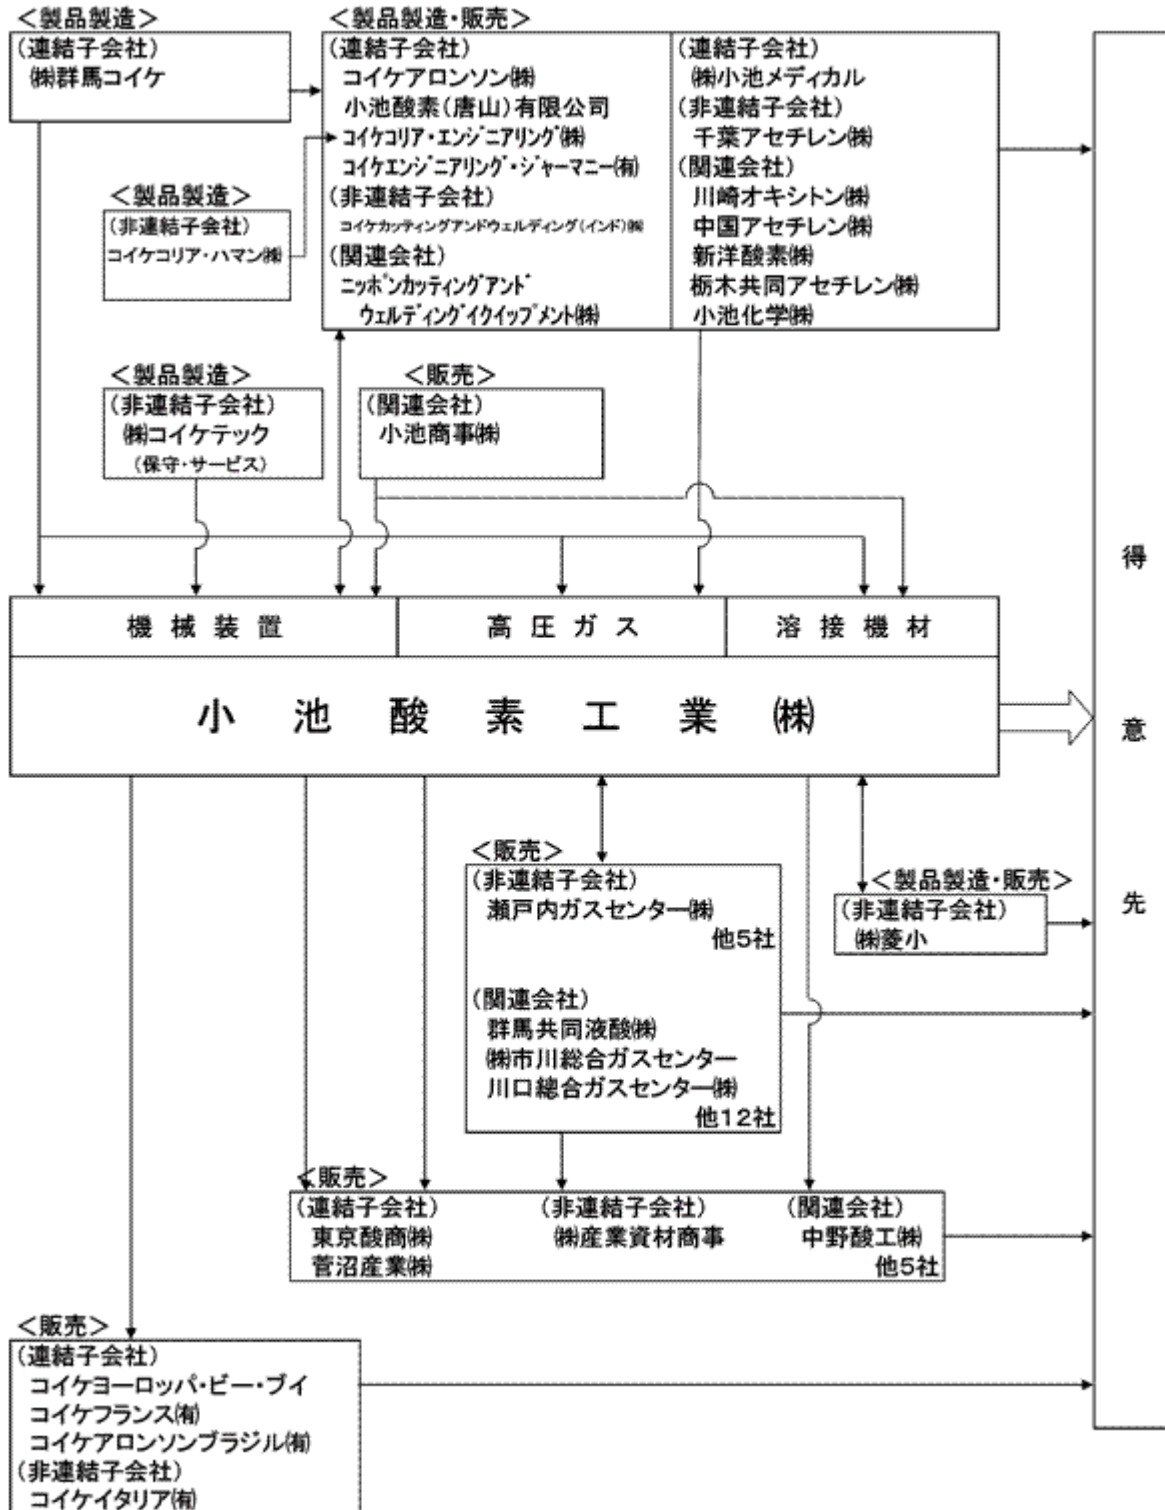 ＜製品製造＞
(連結子会社)
㈱群馬コイケ
＜製品製造・販売＞
(連結子会社)
コイケアロンソン㈱
小池酸素(唐山)有限公司
コイケコリア・エンジニアリング㈱
コイケエンジニアリング・ジャーマニー㈲
(非連結子会社)
コイケカッティングアンドウェルディング(インド)㈱
(関連会社)
ニッポンカッティングアンド
ウェルディングイクイップメント㈱
(連結子会社)
㈱小池メディカル
(非連結子会社)
千葉アセチレン㈱
(関連会社)
川崎オキシトン㈱
中国アセチレン㈱
新洋酸素㈱
栃木共同アセチレン㈱
小池化学㈱
＜製品製造＞
(非連結子会社)
コイケコリア・ハマン㈱
＜製品製造＞
(非連結子会社)
㈱コイケテック
(保守・サービス)
＜販売＞
(関連会社)
小池商事㈱
機械装置
高圧ガス
溶接機材
小池酸素工業㈱
得意先
＜販売＞
(非連結子会社)
瀬戸内ガスセンター㈱
他5社
(関連会社)
群馬共同液酸㈱
㈱市川総合ガスセンター
川口總合ガスセンター㈱
他12社
＜製品製造・販売＞
(非連結子会社)
㈱菱小
＜販売＞
(連結子会社)
東京酸商㈱
菅沼産業㈱
(非連結子会社)
㈱産業資材商事
(関連会社)
中野酸工㈱
他5社
＜販売＞
(連結子会社)
コイケヨーロッパ・ビー・ブイ
コイケフランス㈲
コイケアロンソンブラジル㈲
(非連結子会社)
コイケイタリア㈲